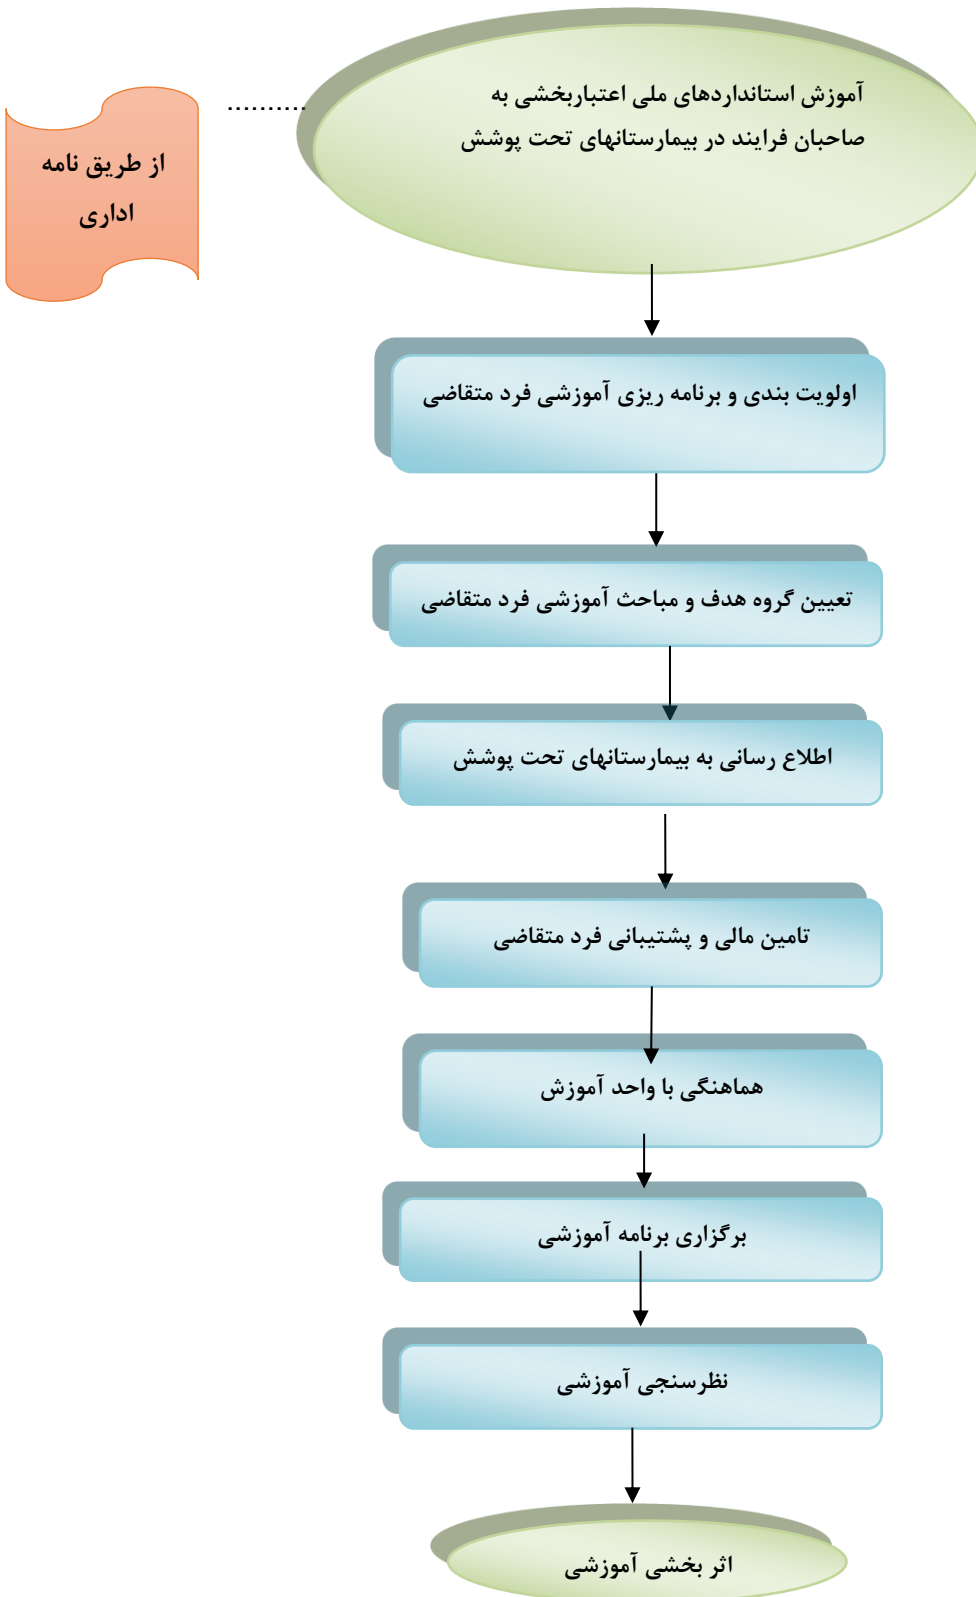 آموزش استانداردهای ملی اعتباربخشی به
صاحبان فرایند در بیمارستانهای تحت پوشش
..........
از طریق نامه
اداری
اولویت بندی و برنامه ریزی آموزشی فرد متقاضی
تعیین گروه هدف و مباحث آموزشی فرد متقاضی
اطلاع رسانی به بیمارستانهای تحت پوشش
تامین مالی و پشتیبانی فرد متقاضی
هماهنگی با واحد آموزش
برگزاری برنامه آموزشی
نظرسنجی آموزشی
اثر بخشی آموزشی